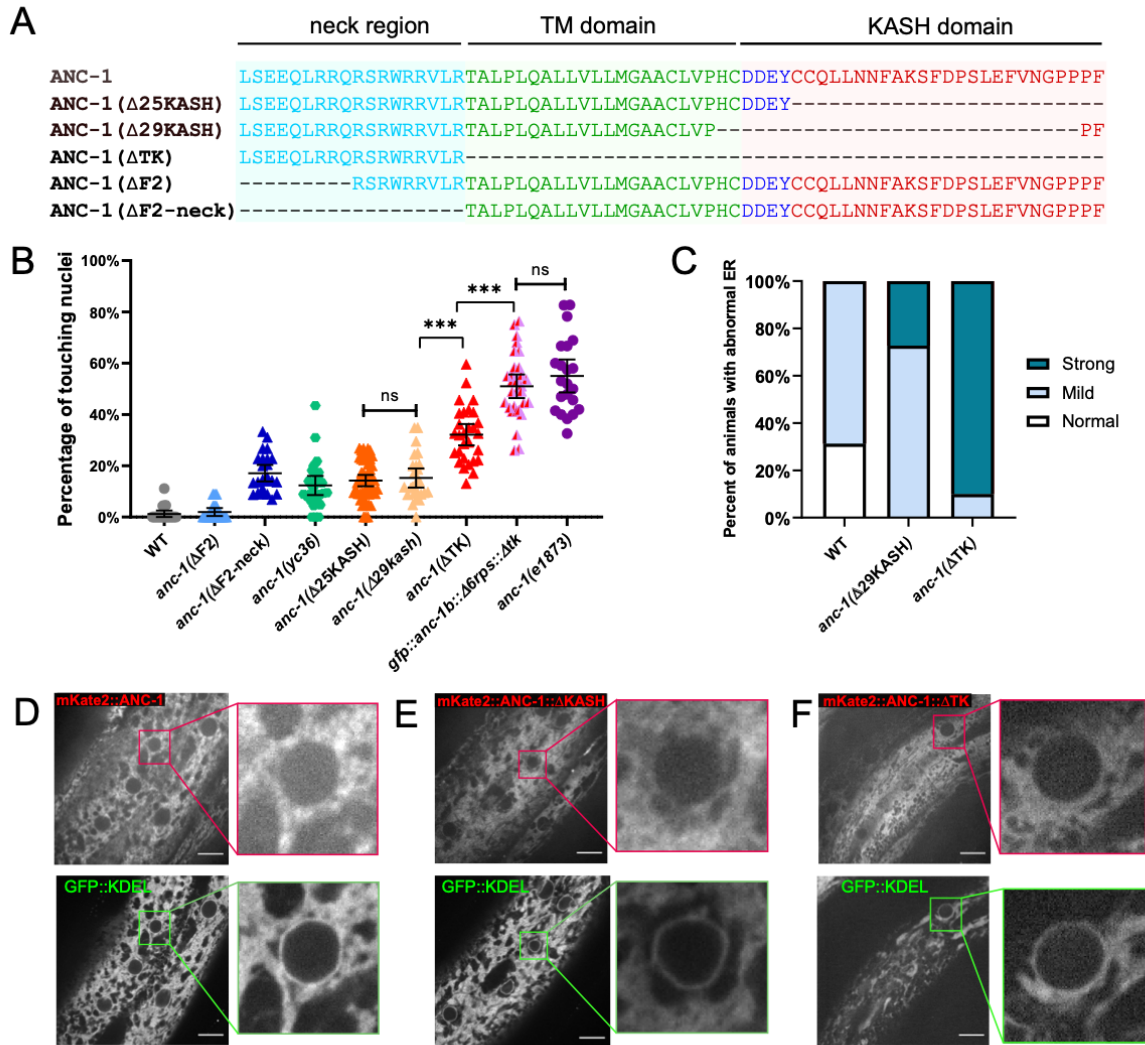 A
neck region TM domain KASH domain
ANC-1 LSEEQLRRQRSRWRRVLRTALPLQALLVLLMGAACLVPHCDDEYCCQLLNNFAKSFDPSLEFVNGPPPF
ANC-1(Δ25KASH) LSEEQLRRQRSRWRRVLRTALPLQALLVLLMGAACLVPHCDDEY-------------------------
ANC-1(Δ29KASH) LSEEQLRRQRSRWRRVLRTALPLQALLVLLMGAACLVP-----------------------------PF
ANC-1(ΔTK) LSEEQLRRQRSRWRRVLR---------------------------------------------------
ANC-1(ΔF2) ---------RSRWRRVLRTALPLQALLVLLMGAACLVPHCDDEYCCQLLNNFAKSFDPSLEFVNGPPPF
ANC-1(ΔF2-neck) ------------------TALPLQALLVLLMGAACLVPHCDDEYCCQLLNNFAKSFDPSLEFVNGPPPF
B
Percentage of touching nuclei
100%
80%
60%
40%
20%
0%
ns
***
***
ns
WT
anc-1(ΔF2)
anc-1(ΔF2-neck)
anc-1(yc36)
anc-1(Δ25KASH)
anc-1(Δ29kash)
anc-1(ΔTK)
gfp::anc-1b::Δ6rps::Δtk
anc-1(e1873)
C
Percent of animals with abnormal ER
100%
80%
60%
40%
20%
0%
WT
anc-1(Δ29KASH)
anc-1(ΔTK)
Strong
Mild
Normal
D
mKate2::ANC-1
GFP::KDEL
E
mKate2::ANC-1::ΔKASH
GFP::KDEL
F
mKate2::ANC-1::ΔTK
GFP::KDEL